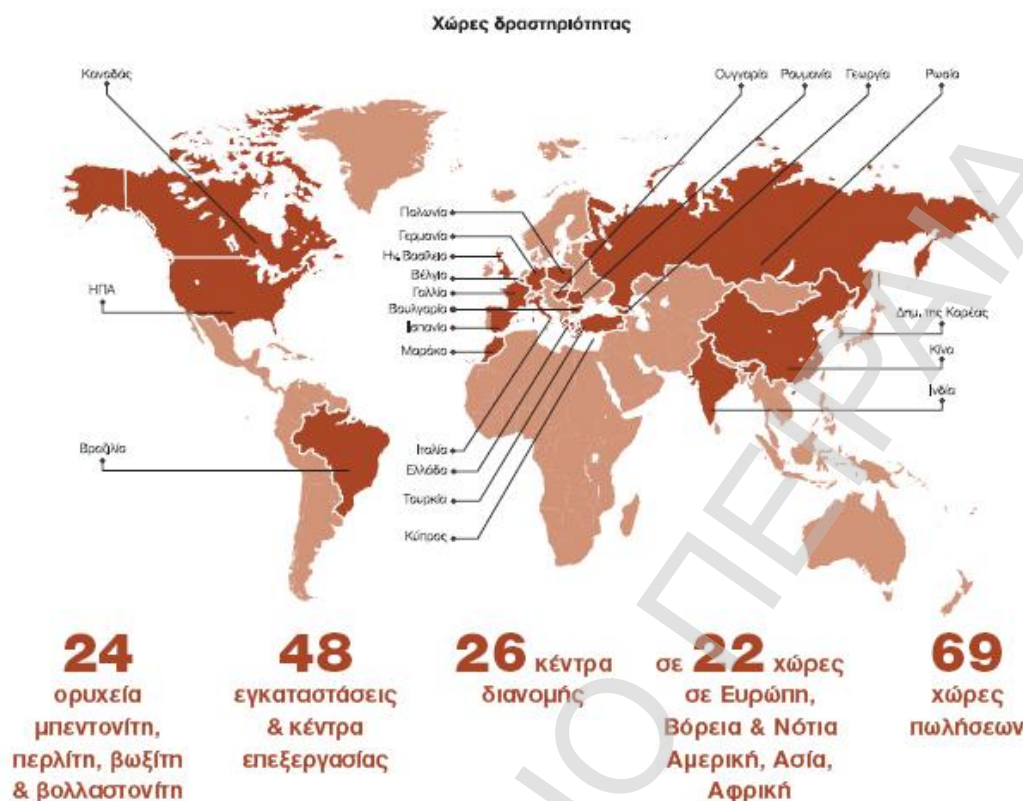 Χώρες δραστηριότητας
Καναδάς
Ουγγαρία Ρουμανία Γεωργία Ρωσία
Πολωνία
Γερμανία
Ην. Βασίλειο
Βέλγιο
ΗΠΑ
Γαλλία
Βουλγαρία
Ισπανία
Δημ. της Κορέας
Μαρόκο
Κίνα
Ινδία
Βραζιλία
Ιταλία
Ελλάδα
Τουρκία
Κύπρος
24
ορυχεία
μπεντονίτη,
περλίτη, βωξίτη
& βολλαστονίτη
48
εγκαταστάσεις
& κέντρα
επεξεργασίας
26 κέντρα
διανομής
σε 22 χώρες
σε Ευρώπη,
Βόρεια & Νότια
Αμερική, Ασία,
Αφρική
69
χώρες
πωλήσεων
Ο ΠΕΙΡΑΙΑ